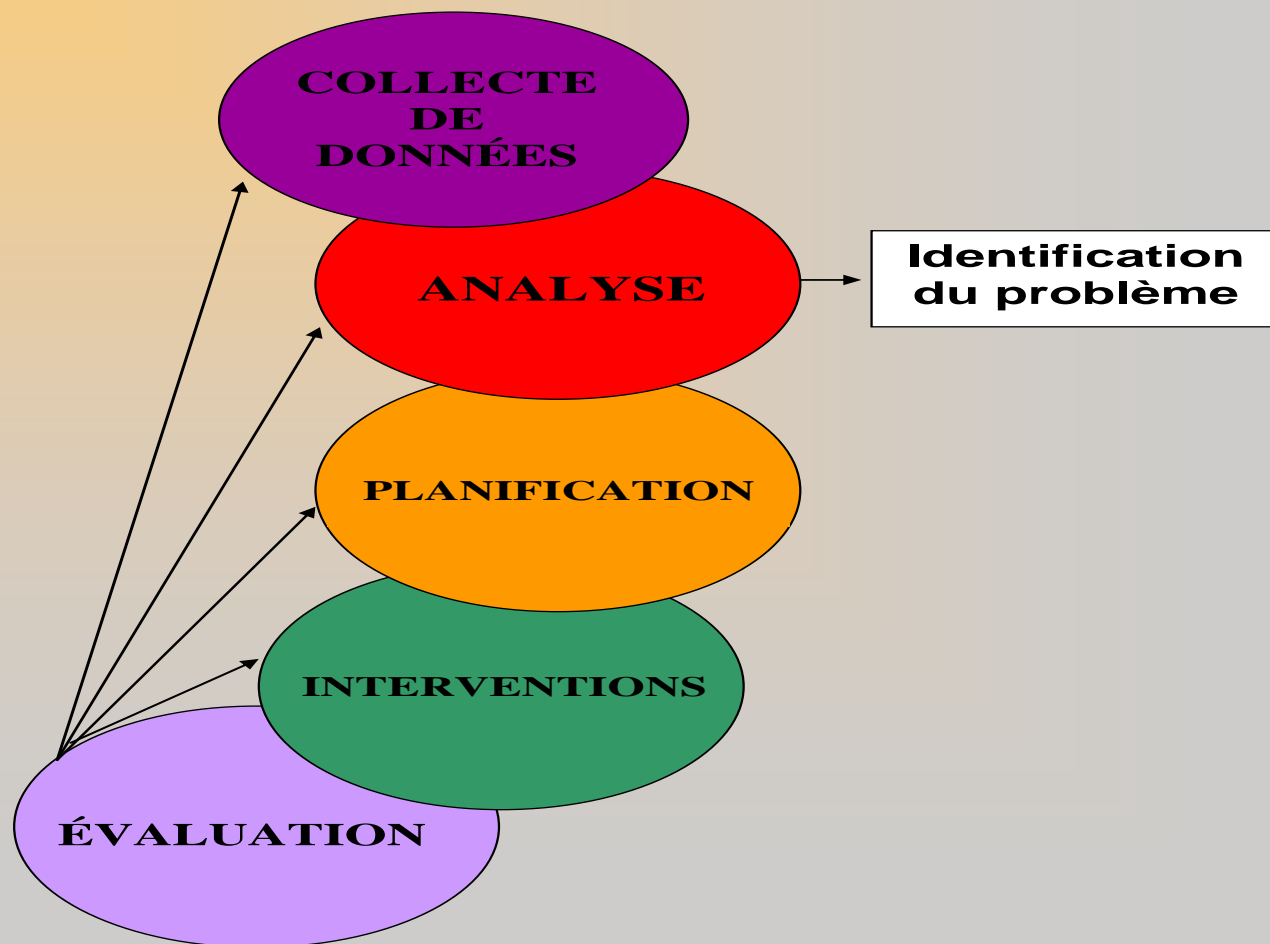 COLLECTE
DE
DONNÉES
ANALYSE
Identification
du problème
PLANIFICATION
INTERVENTIONS
ÉVALUATION